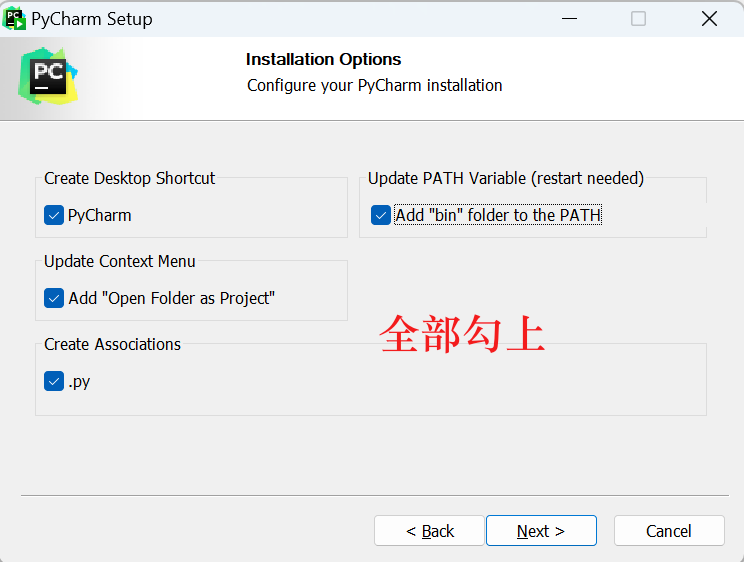 PyCharm Setup
PC
Installation Options
Configure your PyCharm installation
Create Desktop Shortcut
PyCharm
Update PATH Variable (restart needed)
Add "bin" folder to the PATH
Update Context Menu
Add "Open Folder as Project"
全部勾上
Create Associations
.py
< Back
Next >
Cancel